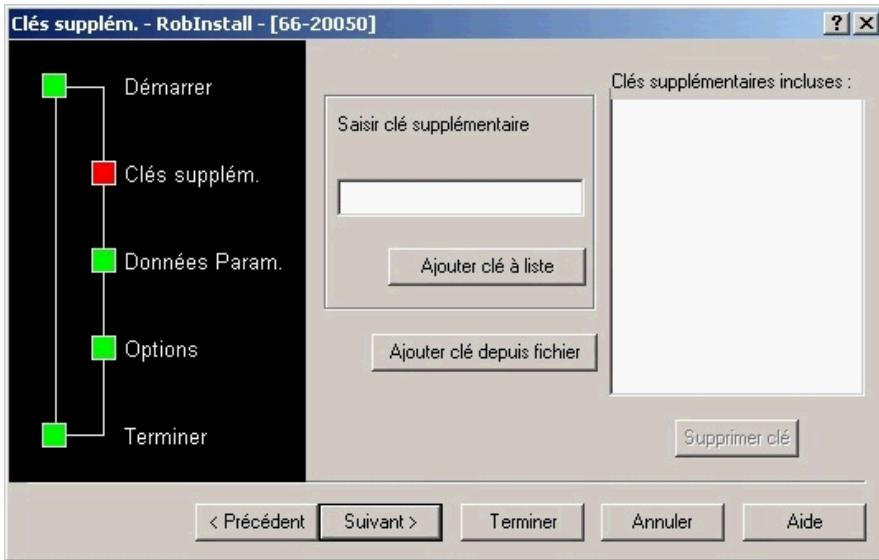 Clés supplém. - RobInstall - [66-20050]
Démarrer
Clés supplém.
Données Param.
Options
Terminer
Saisir clé supplémentaire
Ajouter clé à liste
Ajouter clé depuis fichier
Clés supplémentaires incluses :
Supprimer clé
< Précédent
Suivant >
Terminer
Annuler
Aide